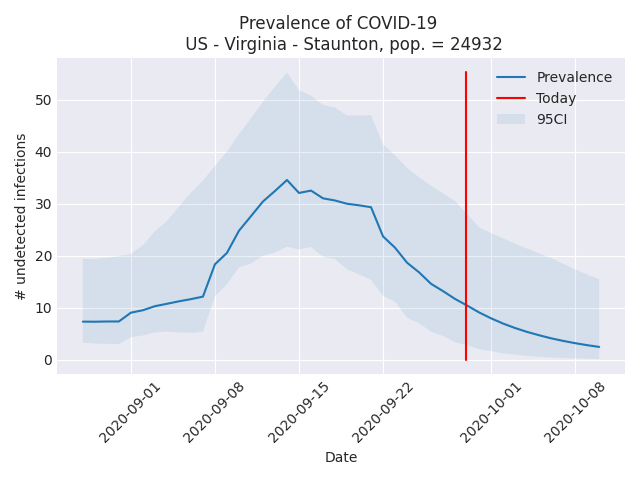 Prevalence of COVID-19
US - Virginia - Staunton, pop. = 24932
Prevalence
Today
95CI
# undetected infections
50
40
30
20
10
0
2020-09-01
2020-09-08
2020-09-15
2020-09-22
2020-10-01
2020-10-08
Date